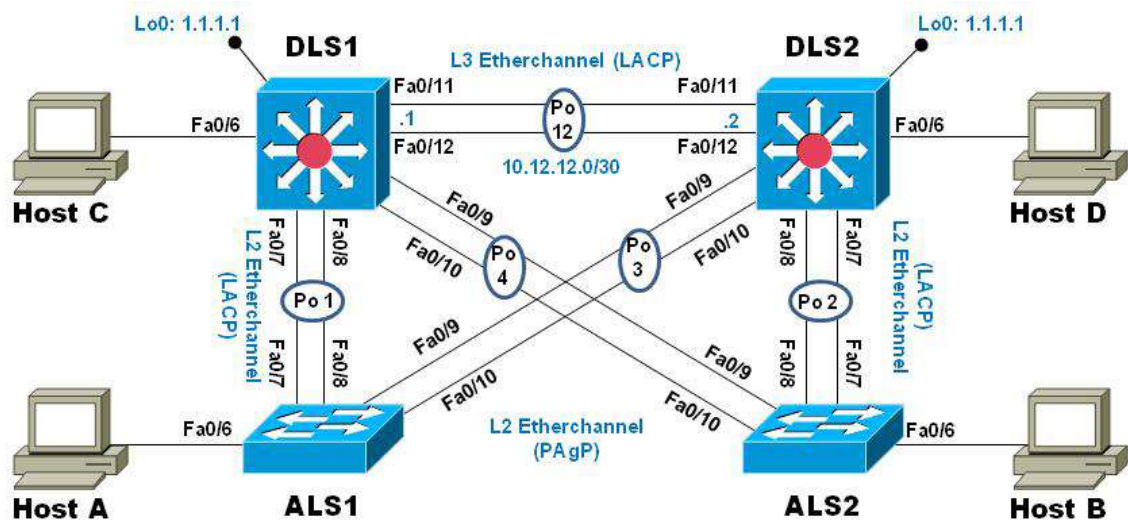 Lo0: 1.1.1.1
Lo0: 1.1.1.1
DLS1
DLS2
L3 Etherchannel (LACP)
Fa0/11
Fa0/11
Fa0/6
.1
Po
12
.2
Fa0/6
Fa0/12
Fa0/12
10.12.12.0/30
Host C
Host D
Fa0/9
Fa0/9
Fa0/10
Fa0/10
Fa0/7
Fa0/8
Fa0/8
Fa0/7
L2 Etherchannel
(LACP)
Po
4
Po
3
L2 Etherchannel
(LACP)
Po 1
Po 2
Fa0/7
Fa0/8
Fa0/9
Fa0/10
Fa0/9
Fa0/10
Fa0/8
Fa0/7
L2 Etherchannel
(PAgP)
Fa0/6
Fa0/6
Host A
ALS1
ALS2
Host B